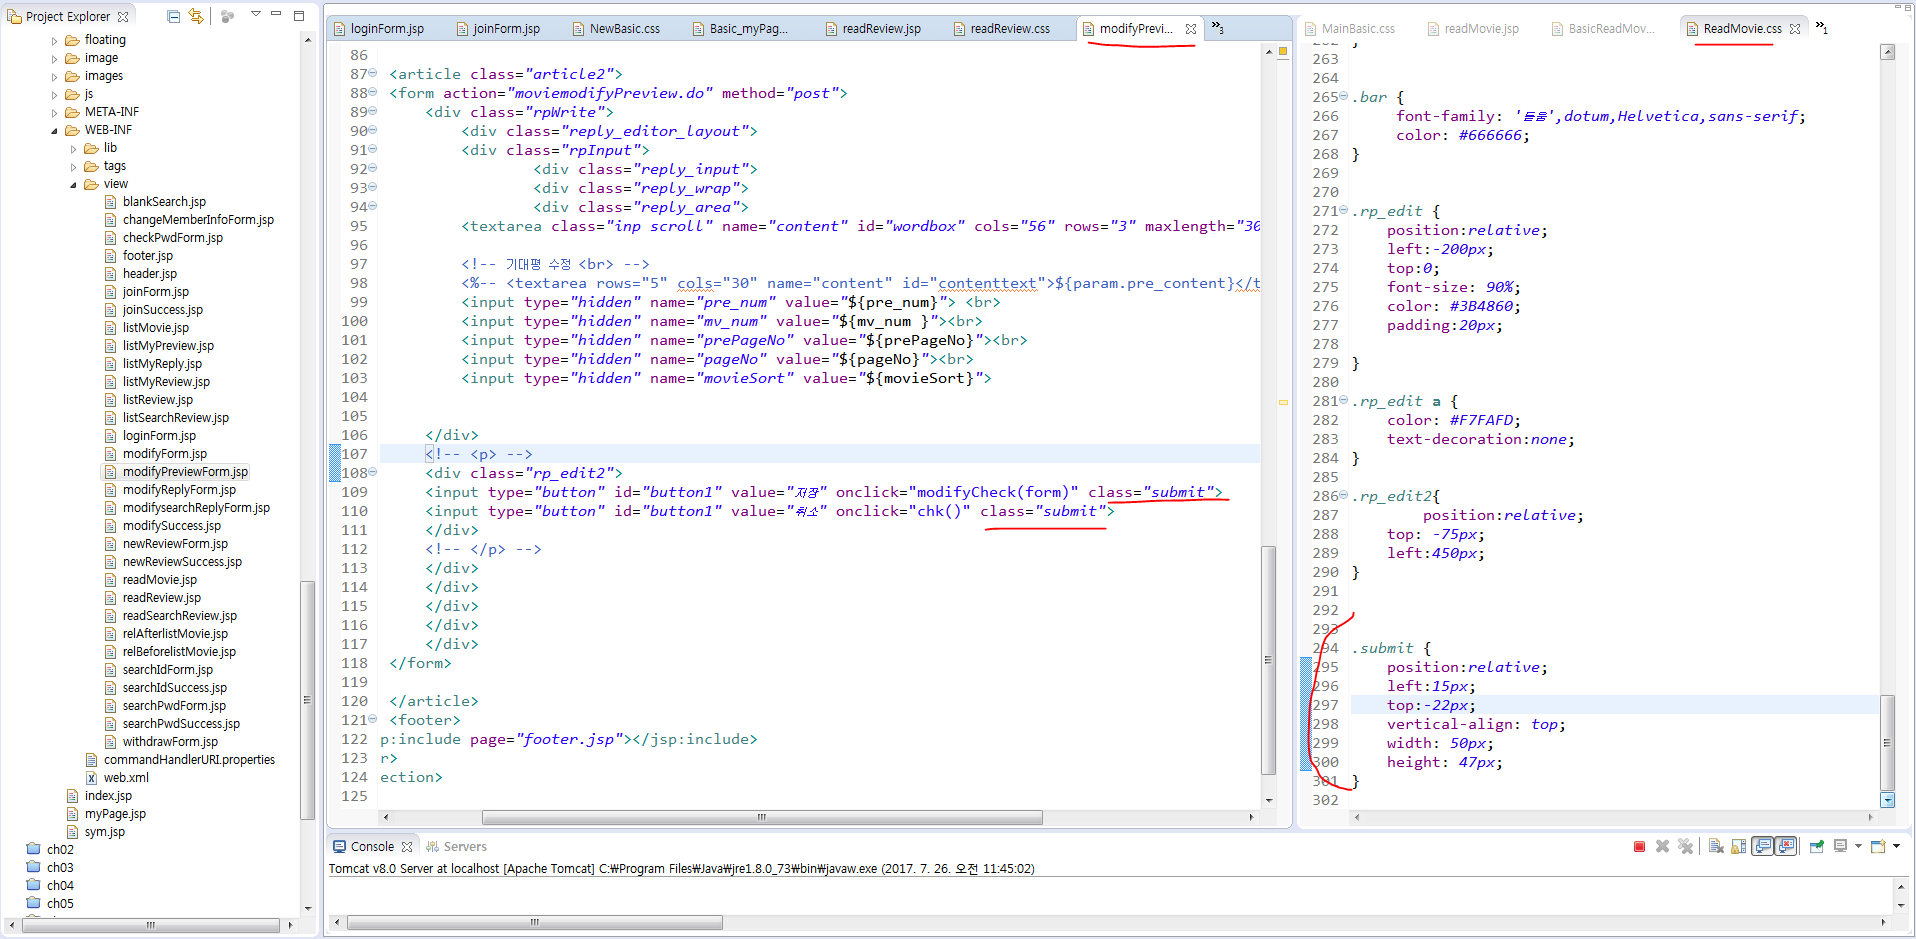 Project Explorer
floating
image
images
js
META-INF
WEB-INF
lib
tags
view
blankSearch.jsp
changeMemberInfoForm.jsp
checkPwdForm.jsp
footer.jsp
header.jsp
joinForm.jsp
joinSuccess.jsp
listMovie.jsp
listMyPreview.jsp
listMyReply.jsp
listMyReview.jsp
listReview.jsp
listSearchReview.jsp
loginForm.jsp
modifyForm.jsp
modifyPreviewForm.jsp
modifyReplyForm.jsp
modifysearchReplyForm.jsp
modifySuccess.jsp
newReviewForm.jsp
newReviewSuccess.jsp
readMovie.jsp
readReview.jsp
readSearchReview.jsp
relAfterlistMovie.jsp
relBeforelistMovie.jsp
searchIdForm.jsp
searchIdSuccess.jsp
searchPwdForm.jsp
searchPwdSuccess.jsp
withdrawForm.jsp
commandHandlerURI.properties
web.xml
index.jsp
myPage.jsp
sym.jsp
ch02
ch03
ch04
ch05
loginForm.jsp joinForm.jsp NewBasic.css Basic_myPag... readReview.jsp readReview.css modifyPrevi... »3
86
87 <article class="article2">
88 <form action="moviemodifyPreview.do" method="post">
89 <div class="rpWrite">
90 <div class="reply_editor_layout">
91 <div class="rpInput">
92 <div class="reply_input">
93 <div class="reply_wrap">
94 <div class="reply_area">
95 <textarea class="inp scroll" name="content" id="wordbox" cols="56" rows="3" maxlength="30
96
97 <!-- 기대평 수정 <br> -->
98 <%-- <textarea rows="5" cols="30" name="content" id="contenttext">${param.pre_content}</t
99 <input type="hidden" name="pre_num" value="${pre_num}"> <br>
100 <input type="hidden" name="mv_num" value="${mv_num }"><br>
101 <input type="hidden" name="prePageNo" value="${prePageNo}"><br>
102 <input type="hidden" name="pageNo" value="${pageNo}"><br>
103 <input type="hidden" name="movieSort" value="${movieSort}">
104
105
106 </div>
107 <!-- <p> -->
108 <div class="rp_edit2">
109 <input type="button" id="button1" value="저장" onclick="modifyCheck(form)" class="submit">
110 <input type="button" id="button1" value="취소" onclick="chk()" class="submit">
111 </div>
112 <!-- </p> -->
113 </div>
114 </div>
115 </div>
116 </div>
117 </div>
118 </form>
119
120 </article>
121 <footer>
122 p:include page="footer.jsp"></jsp:include>
123 r>
124 ection>
125
MainBasic.css readMovie.jsp BasicReadMov... ReadMovie.css »1
262 }
263
264
265 .bar {
266 font-family: '돋움',dotum,Helvetica,sans-serif;
267 color: #666666;
268 }
269
270
271 .rp_edit {
272 position:relative;
273 left:-200px;
274 top:0;
275 font-size: 90%;
276 color: #3B4860;
277 padding:20px;
278
279 }
280
281 .rp_edit a {
282 color: #F7FAFD;
283 text-decoration:none;
284 }
285
286 .rp_edit2{
287 position:relative;
288 top: -75px;
289 left:450px;
290 }
291
292
293
294 .submit {
295 position:relative;
296 left:15px;
297 top:-22px;
298 vertical-align: top;
299 width: 50px;
300 height: 47px;
301 }
302
Console Servers
Tomcat v8.0 Server at localhost [Apache Tomcat] C:₩Program Files₩Java₩jre1.8.0_73₩bin₩javaw.exe (2017. 7. 26. 오전 11:45:02)